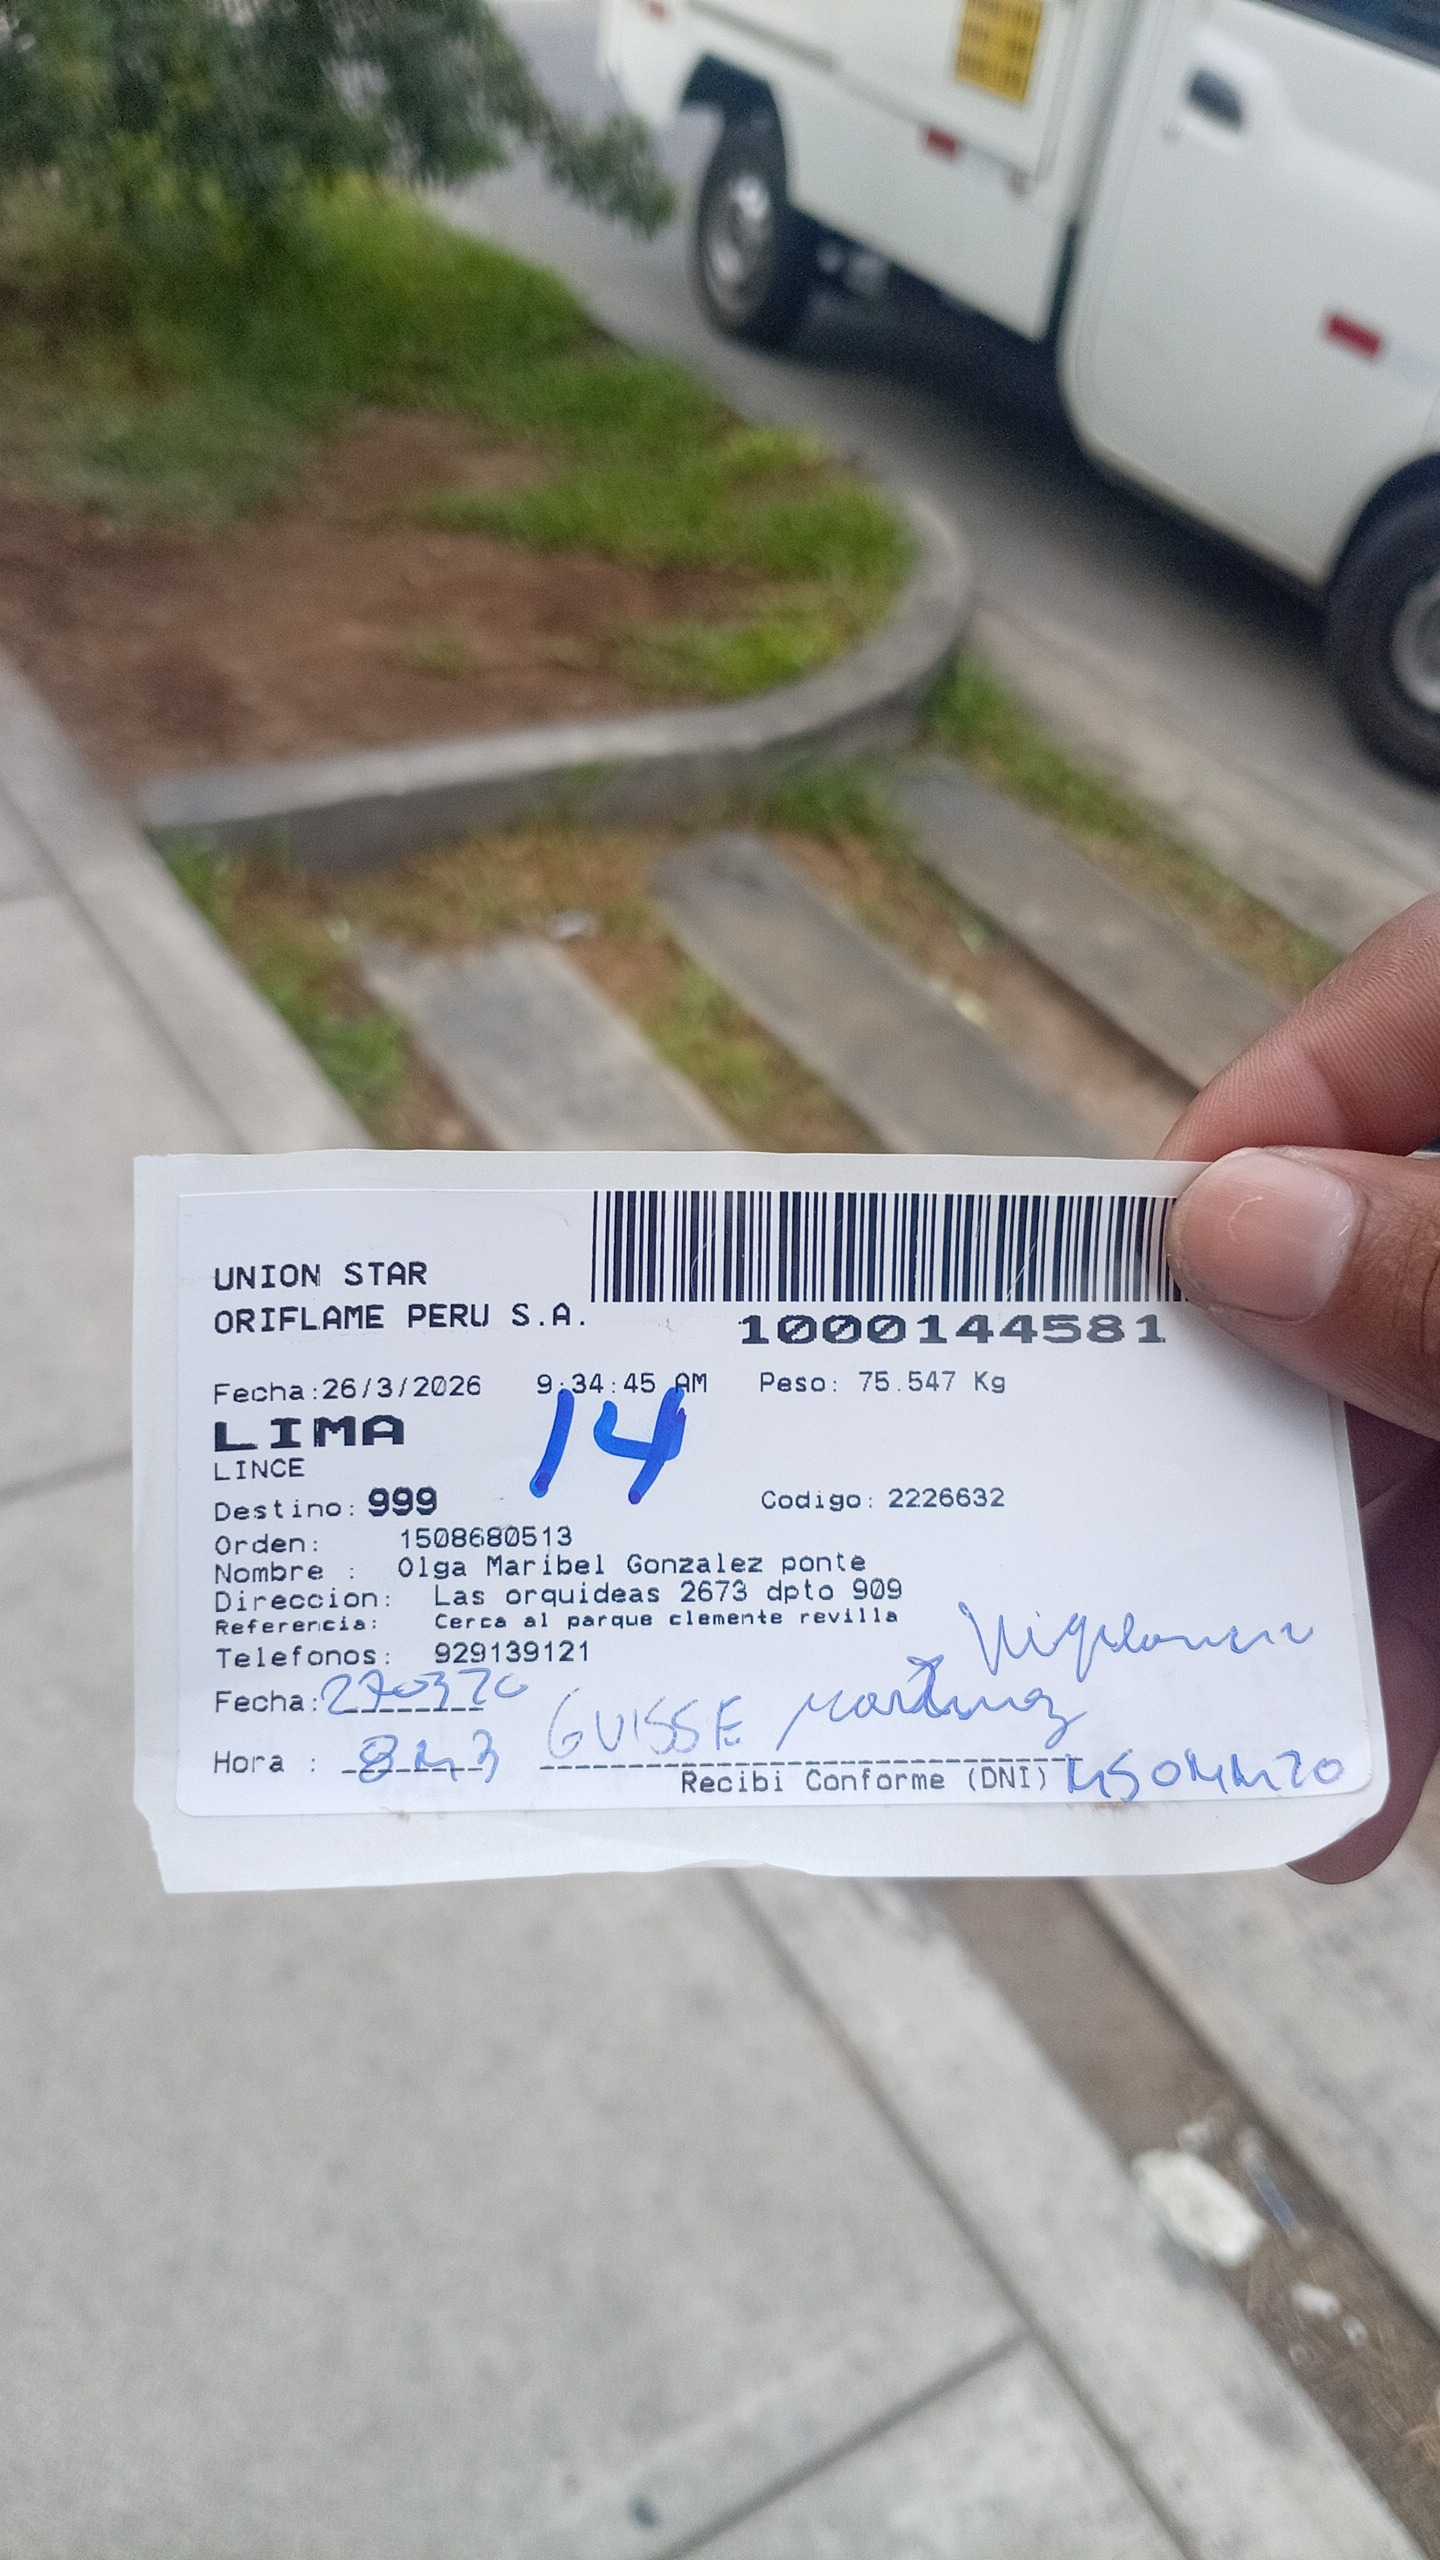 UNION STAR
ORIFLAME PERU S.A.
1000144581
Fecha:26/3/2026 9:34:45 AM Peso: 75.547 Kg
LIMA
14
LINCE
Destino: 999 Codigo: 2226632
Orden: 1508680513
Nombre : Olga Maribel Gonzalez ponte
Direccion: Las orquideas 2673 dpto 909
Referencia: Cerca al parque clemente revilla
Telefonos: 929139121
Vigilancia
Fecha:
GUISSE Martinez
Hora :
Recibi Conforme (DNI)